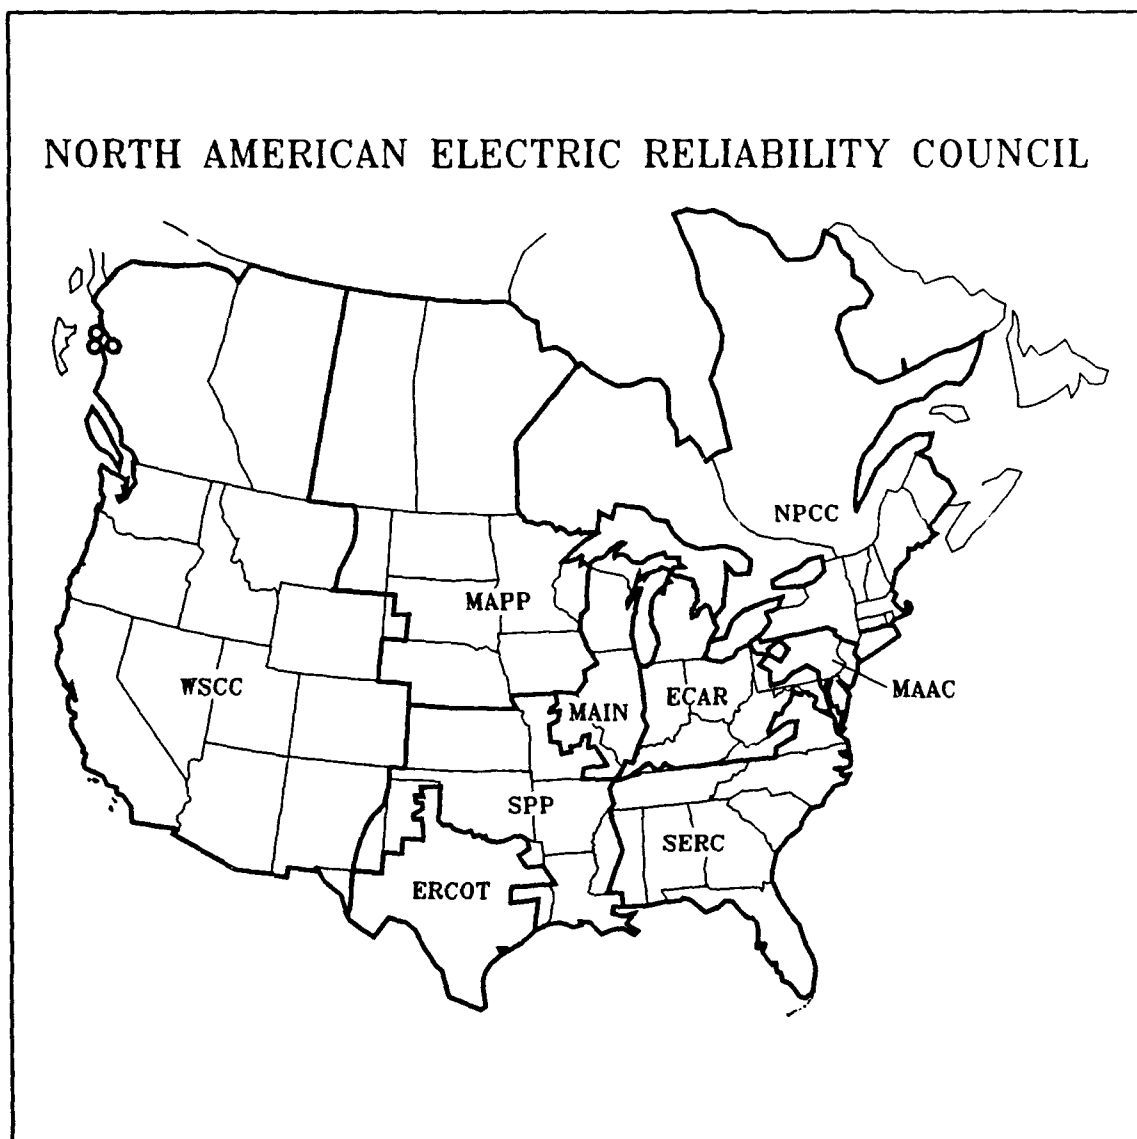 NORTH AMERICAN ELECTRIC RELIABILITY COUNCIL
NPCC
MAPP
WSCC
ECAR
MAAC
MAIN
SPP
SERC
ERCOT